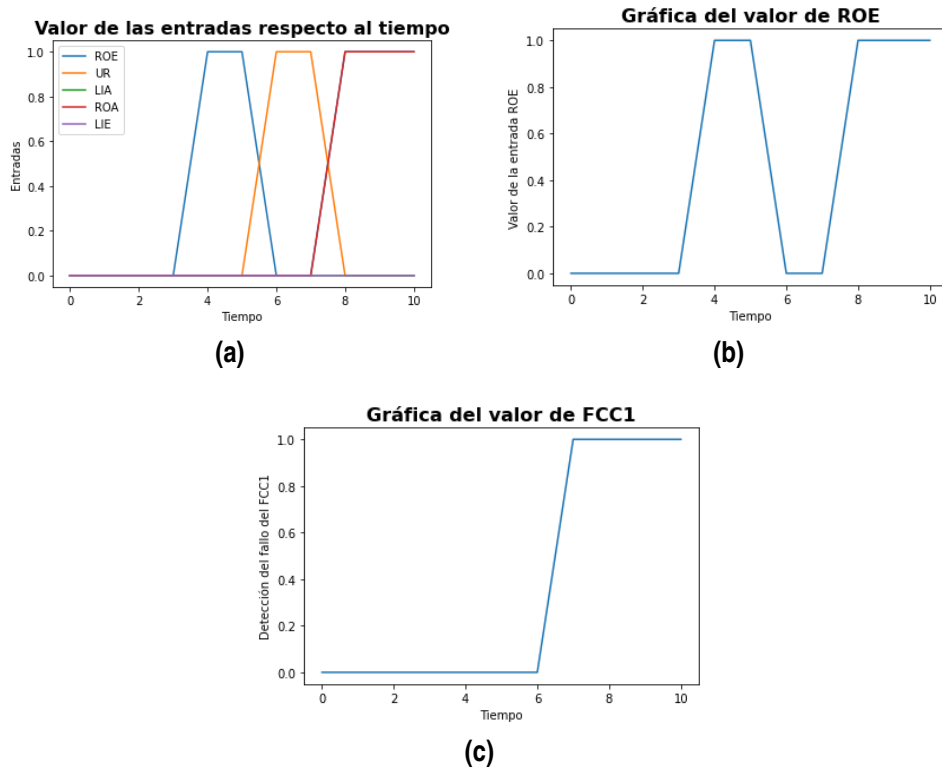 Valor de las entradas respecto al tiempo
1.0
0.8
0.6
0.4
0.2
0.0
Entradas
ROE
UR
LIA
ROA
LIE
0 2 4 6 8 10
Tiempo
(a)
Gráfica del valor de ROE
1.0
0.8
0.6
0.4
0.2
0.0
Valor de la entrada ROE
0 2 4 6 8 10
Tiempo
(b)
Gráfica del valor de FCC1
1.0
0.8
0.6
0.4
0.2
0.0
Detección del fallo del FCC1
0 2 4 6 8 10
Tiempo
(c)